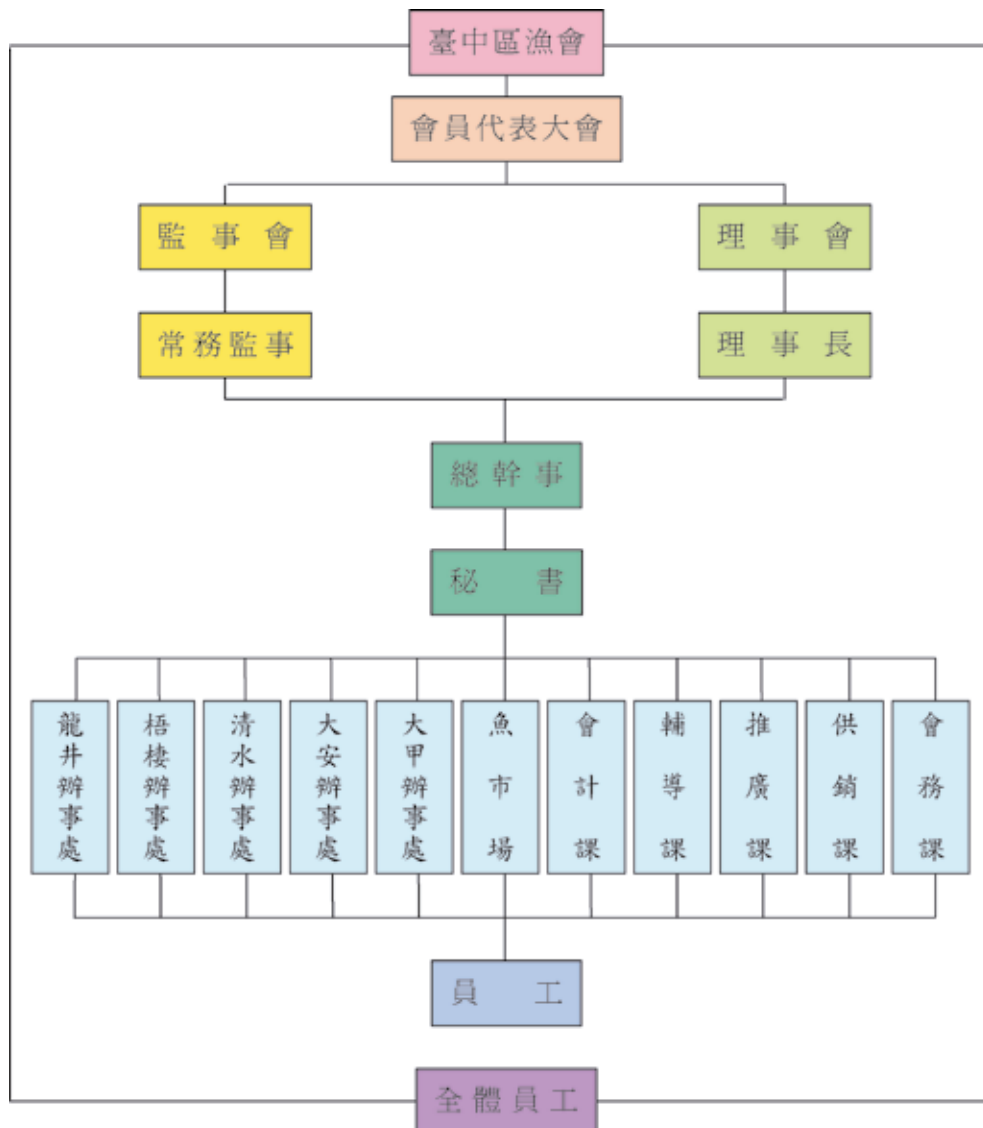 臺中區漁會
會員代表大會
監事會
理事會
常務監事
理事長
總幹事
秘書
龍井辦事處
梧棲辦事處
清水辦事處
大安辦事處
大甲辦事處
魚市場
會計課
輔導課
推廣課
供銷課
會務課
員工
全體員工